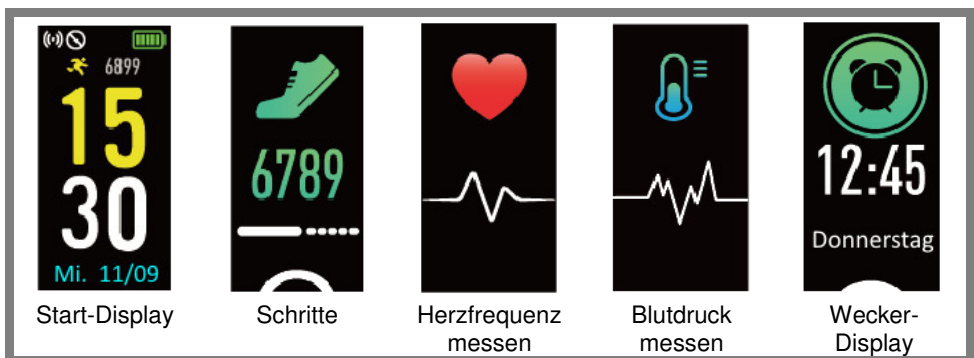 6899
15
30
Mi. 11/09
6789
12:45
Donnerstag
Start-Display
Schritte
Herzfrequenz
messen
Blutdruck
messen
Wecker-
Display